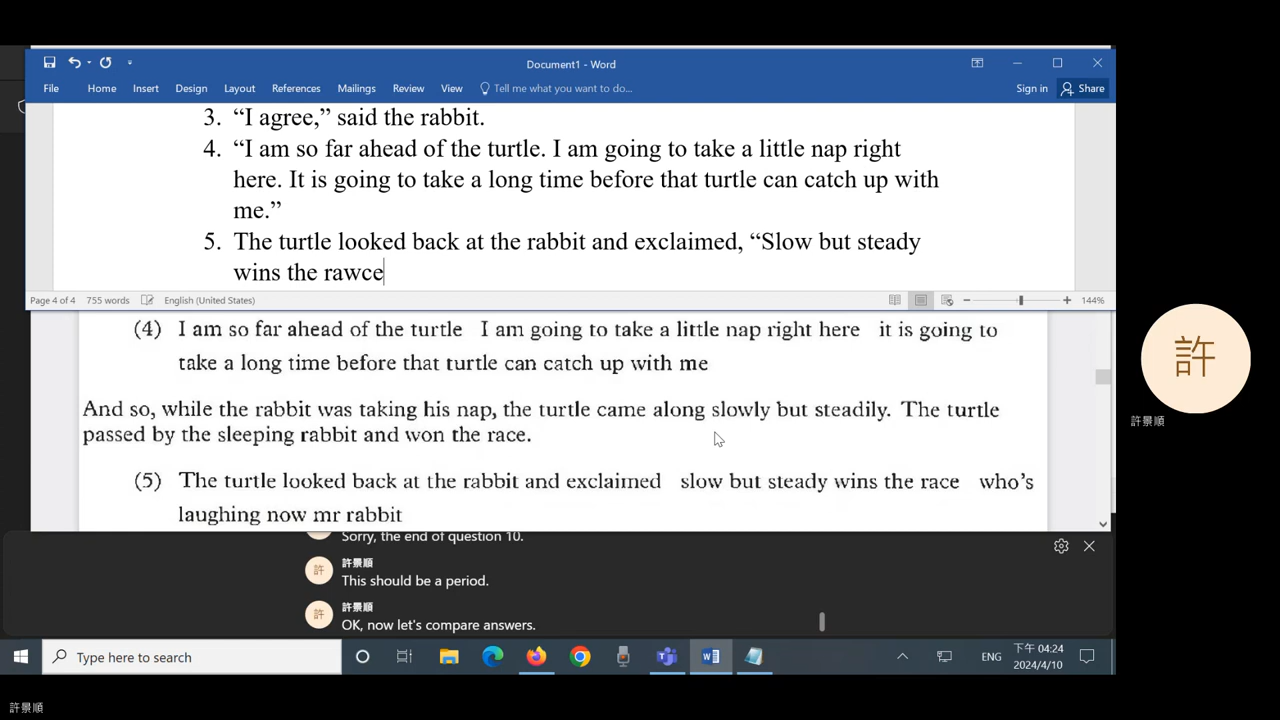 Document1 - Word
File Home Insert Design Layout References Mailings Review View Tell me what you want to do... Sign in Share
3. “I agree,” said the rabbit.
4. “I am so far ahead of the turtle. I am going to take a little nap right
here. It is going to take a long time before that turtle can catch up with
me.”
5. The turtle looked back at the rabbit and exclaimed, “Slow but steady
wins the rawce
Page 4 of 4 755 words English (United States) 144%
(4) I am so far ahead of the turtle I am going to take a little nap right here it is going to
take a long time before that turtle can catch up with me
And so, while the rabbit was taking his nap, the turtle came along slowly but steadily. The turtle
passed by the sleeping rabbit and won the race.
(5) The turtle looked back at the rabbit and exclaimed slow but steady wins the race who’s
laughing now mr rabbit
許
許景順
Sorry, the end of question 10.
許 許景順
This should be a period.
許 許景順
OK, now let's compare answers.
Type here to search
ENG
下午 04:24
2024/4/10
許景順